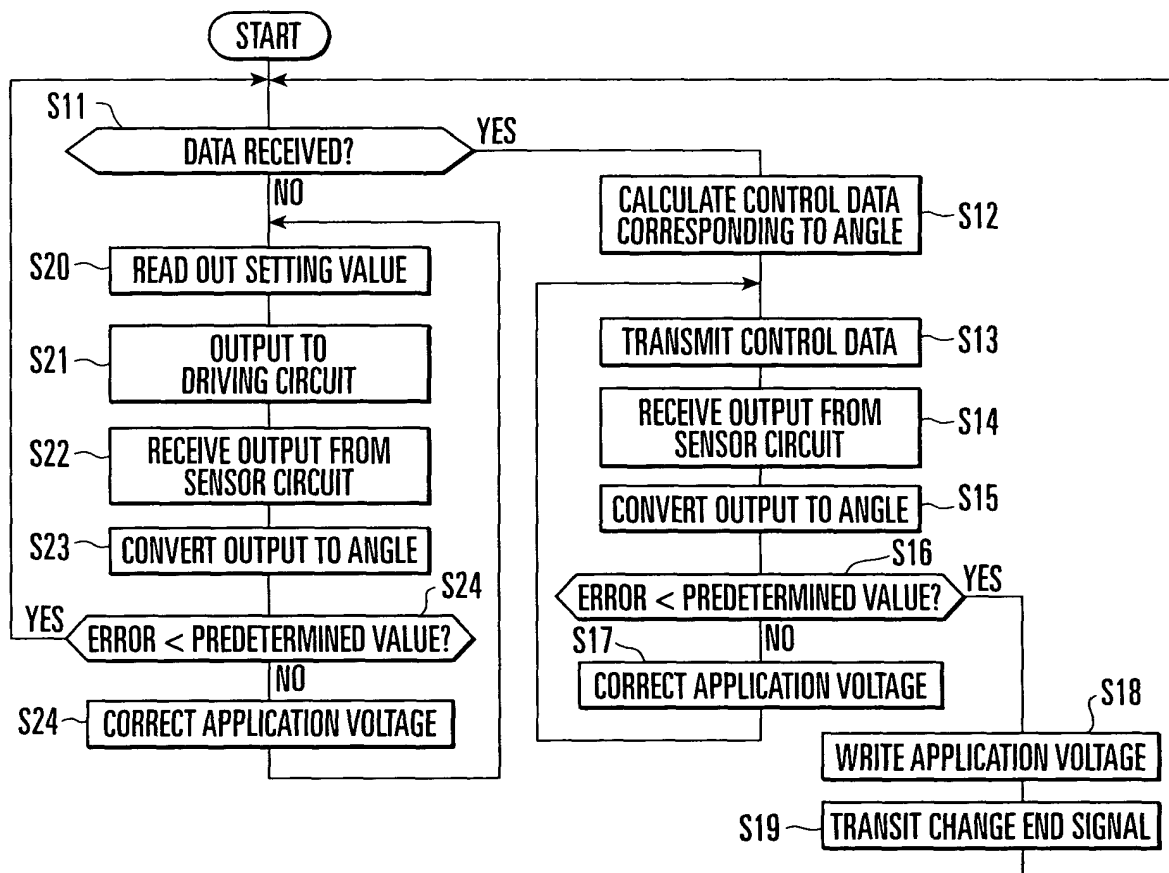 START
S11
DATA RECEIVED?
YES
NO
S20
READ OUT SETTING VALUE
S21
OUTPUT TO
DRIVING CIRCUIT
S22
RECEIVE OUTPUT FROM
SENSOR CIRCUIT
S23
CONVERT OUTPUT TO ANGLE
S24
YES
ERROR < PREDETERMINED VALUE?
NO
S24
CORRECT APPLICATION VOLTAGE
CALCULATE CONTROL DATA
CORRESPONDING TO ANGLE
S12
TRANSMIT CONTROL DATA
S13
RECEIVE OUTPUT FROM
SENSOR CIRCUIT
S14
CONVERT OUTPUT TO ANGLE
S15
S16
ERROR < PREDETERMINED VALUE?
YES
NO
S17
CORRECT APPLICATION VOLTAGE
S18
WRITE APPLICATION VOLTAGE
S19
TRANSIT CHANGE END SIGNAL